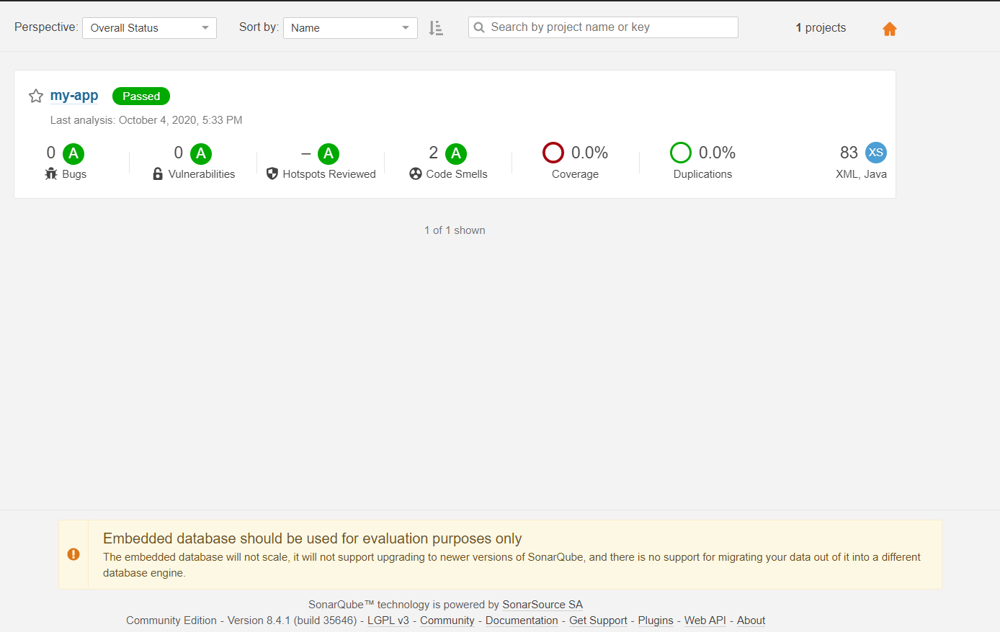 Perspective: Overall Status Sort by: Name Search by project name or key 1 projects
my-app Passed
Last analysis: October 4, 2020, 5:33 PM
0 A 0 A – A 2 A 0.0% 0.0% 83 XS
Bugs Vulnerabilities Hotspots Reviewed Code Smells Coverage Duplications XML, Java
1 of 1 shown
Embedded database should be used for evaluation purposes only
The embedded database will not scale, it will not support upgrading to newer versions of SonarQube, and there is no support for migrating your data out of it into a different
database engine.
SonarQube™ technology is powered by SonarSource SA
Community Edition - Version 8.4.1 (build 35646) - LGPL v3 - Community - Documentation - Get Support - Plugins - Web API - About